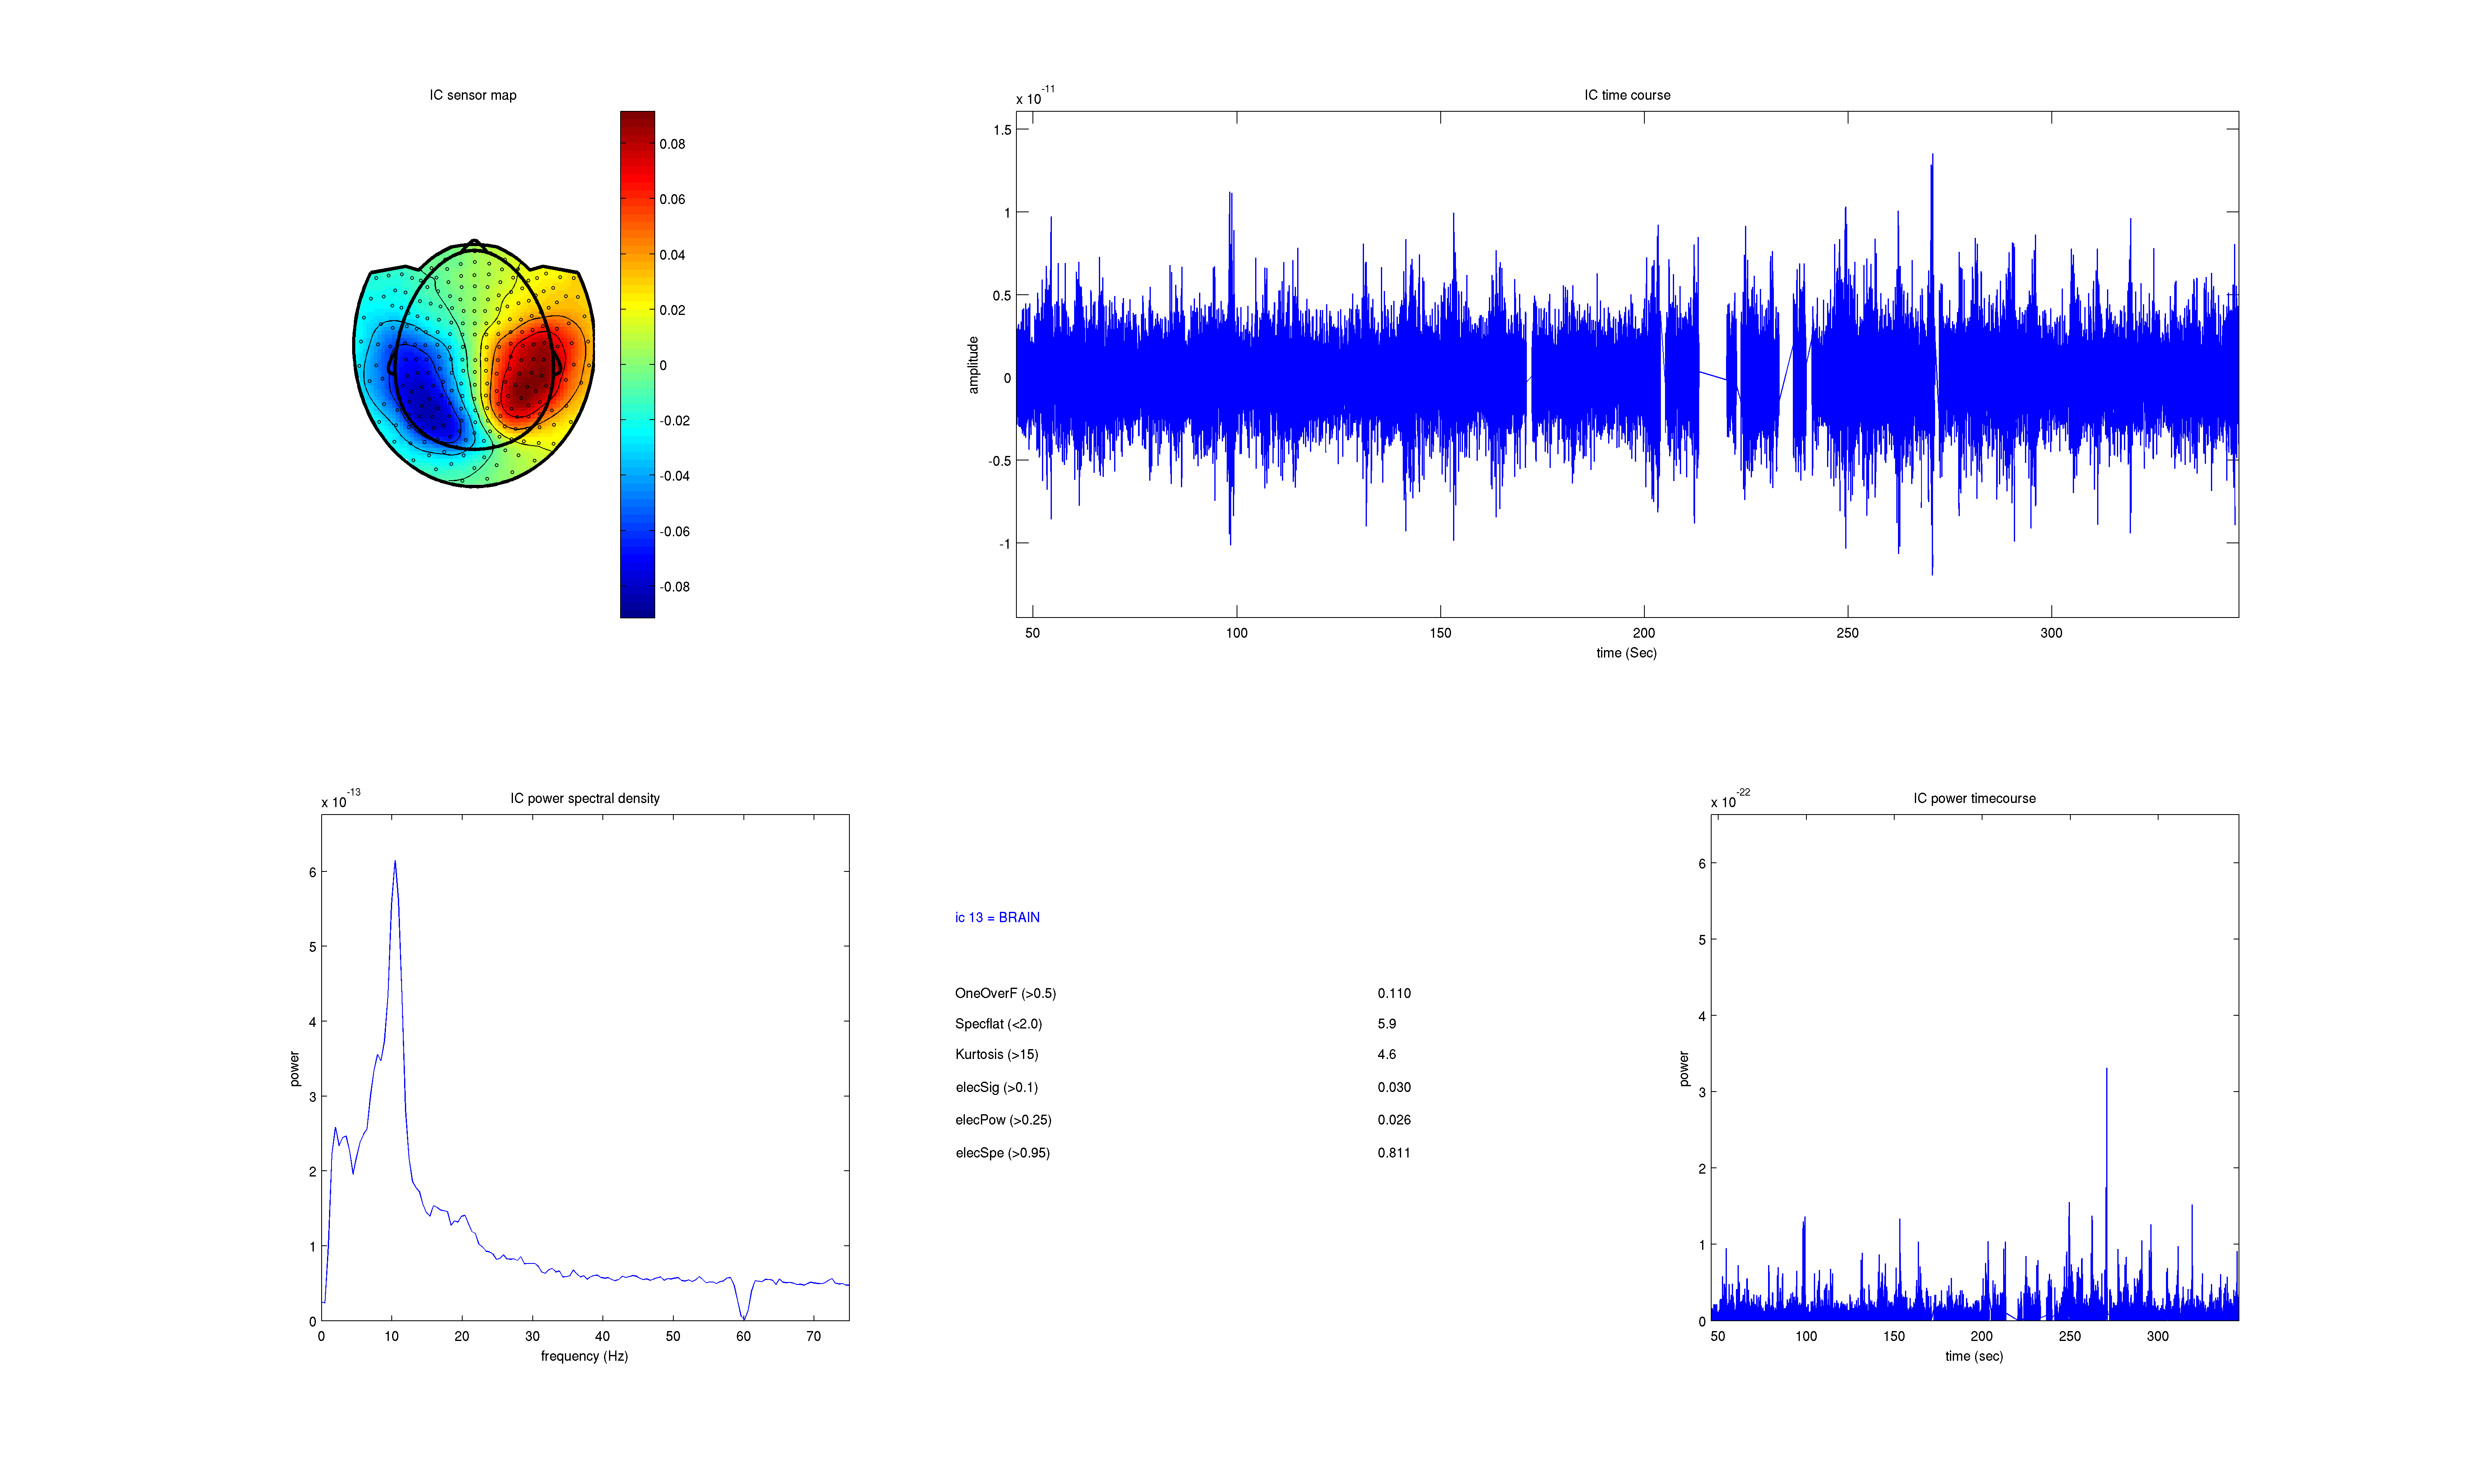 IC sensor map
0.08
0.06
0.04
0.02
0
-0.02
-0.04
-0.06
-0.08
x 10^-11
IC time course
1.5
1
0.5
0
-0.5
-1
amplitude
50 100 150 200 250 300
time (Sec)
x 10^-13
IC power spectral density
6
5
4
3
2
1
0
power
0 10 20 30 40 50 60 70
frequency (Hz)
ic 13 = BRAIN
OneOverF (>0.5) 0.110
Specflat (<2.0) 5.9
Kurtosis (>15) 4.6
elecSig (>0.1) 0.030
elecPow (>0.25) 0.026
elecSpe (>0.95) 0.811
x 10^-22
IC power timecourse
6
5
4
3
2
1
0
power
50 100 150 200 250 300
time (sec)